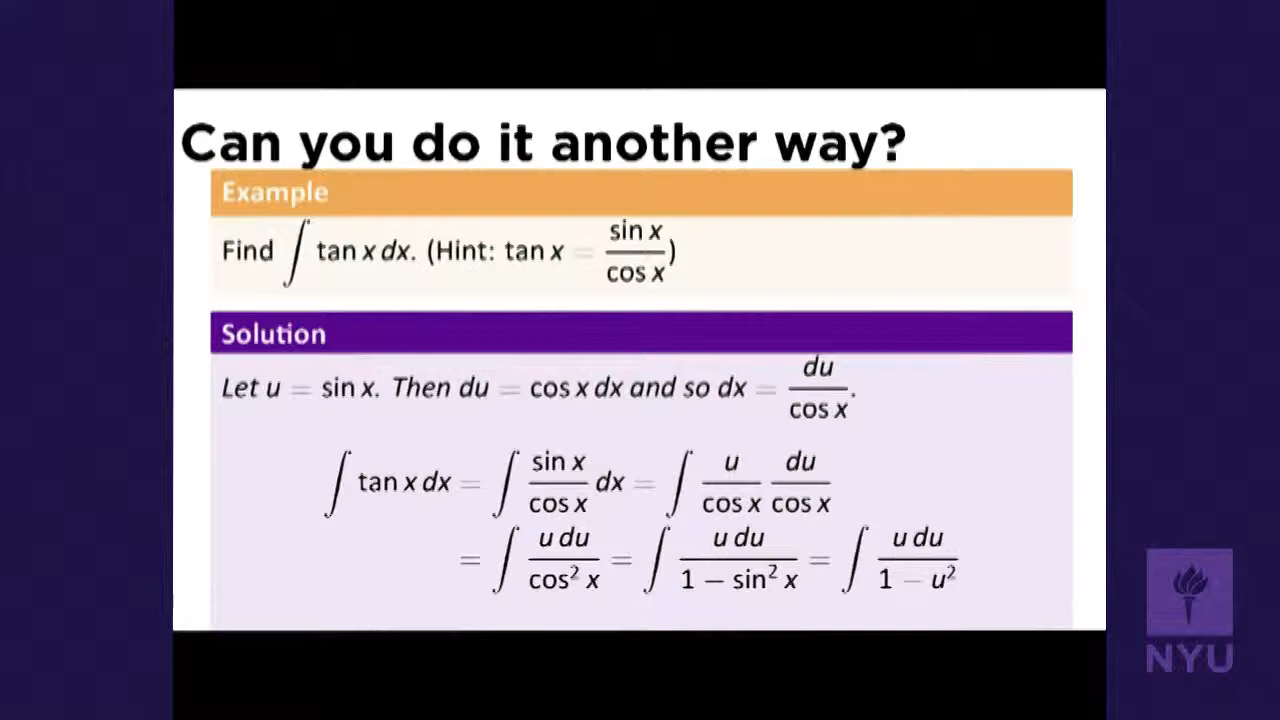 Can you do it another way?
Example
Find ∫ tan x dx. (Hint: tan x = sin x / cos x)
Solution
Let u = sin x. Then du = cos x dx and so dx = du / cos x.
∫ tan x dx = ∫ sin x / cos x dx = ∫ u / cos x du / cos x
= ∫ u du / cos² x = ∫ u du / 1 − sin² x = ∫ u du / 1 − u²
NYU